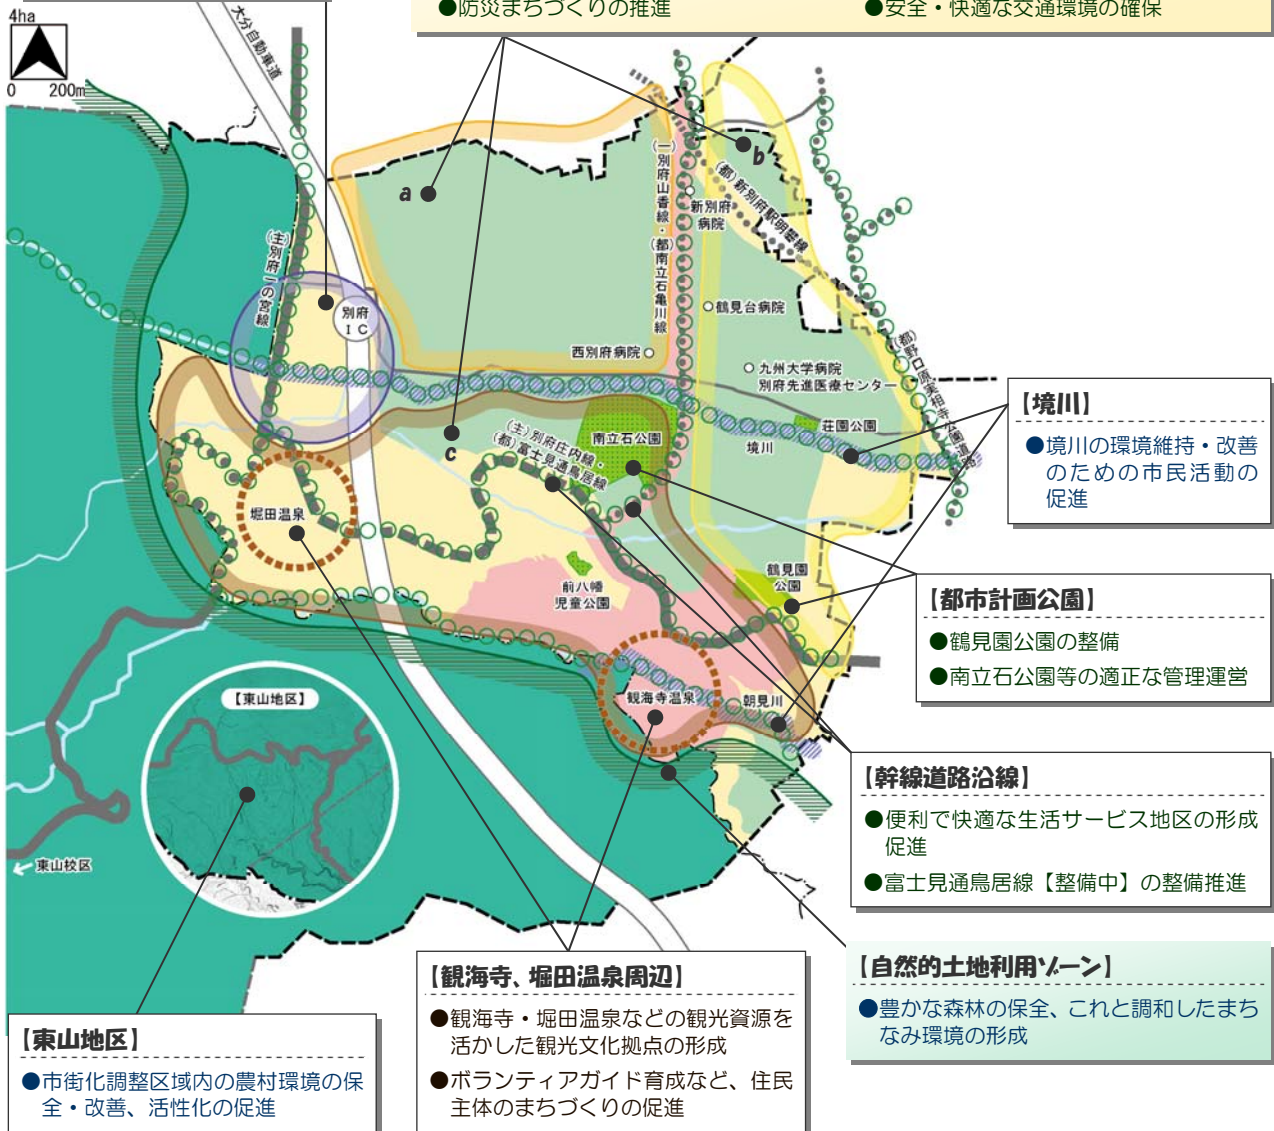 ●防災まちづくりの推進
●安全・快適な交通環境の確保
4ha
0 200m
大分自動車道
a
b
(一)別府山香線・(都)南立石亀川線
(都)新別府駅明礬線
新別府
病院
(主)別府一の宮線
別府
IC
鶴見台病院
西別府病院
九州大学病院
別府先進医療センター
(都)野口原実相寺公園通線
荘園公園
境川
南立石公園
(主)別府庄内線・
(都)富士見通鳥居線
c
堀田温泉
前八幡
児童公園
鶴見園
公園
観海寺温泉
朝見川
【東山地区】
東山校区
【境川】
●境川の環境維持・改善
のための市民活動の
促進
【都市計画公園】
●鶴見園公園の整備
●南立石公園等の適正な管理運営
【幹線道路沿線】
●便利で快適な生活サービス地区の形成
促進
●富士見通鳥居線【整備中】の整備推進
【自然的土地利用ゾーン】
●豊かな森林の保全、これと調和したまち
なみ環境の形成
【観海寺、堀田温泉周辺】
●観海寺・堀田温泉などの観光資源を
活かした観光文化拠点の形成
●ボランティアガイド育成など、住民
主体のまちづくりの促進
【東山地区】
●市街化調整区域内の農村環境の保
全・改善、活性化の促進